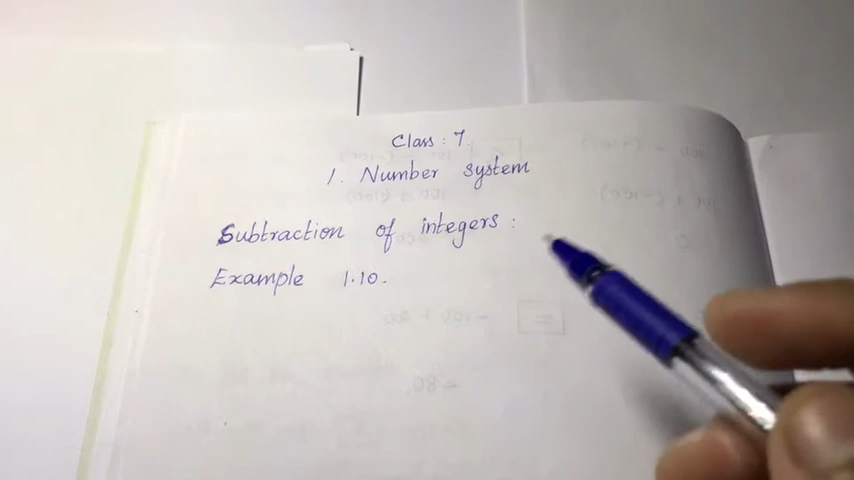 Class : 7
1. Number system
Subtraction of integers :
Example 1.10.